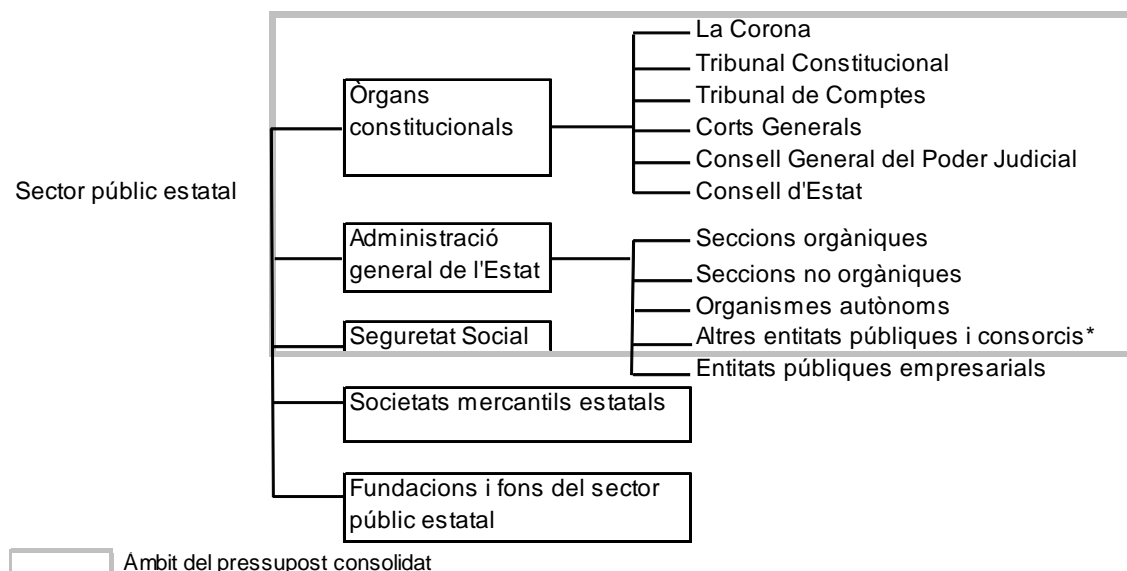 Sector públic estatal
Òrgans
constitucionals
La Corona
Tribunal Constitucional
Tribunal de Comptes
Corts Generals
Consell General del Poder Judicial
Consell d'Estat
Administració
general de l'Estat
Seccions orgàniques
Seccions no orgàniques
Organismes autònoms
Altres entitats públiques i consorcis*
Entitats públiques empresarials
Seguretat Social
Societats mercantils estatals
Fundacions i fons del sector
públic estatal
Àmbit del pressupost consolidat